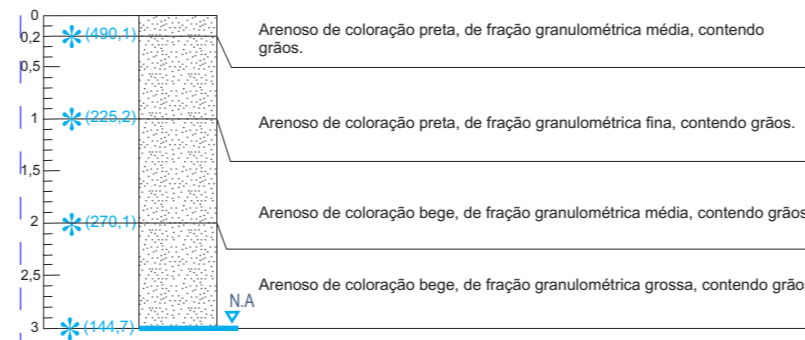 0
0,2
(490,1)
Arenoso de coloração preta, de fração granulométrica média, contendo
grãos.
0,5
1
(225,2)
Arenoso de coloração preta, de fração granulométrica fina, contendo grãos.
1,5
2
(270,1)
Arenoso de coloração bege, de fração granulométrica média, contendo grãos
2,5
Arenoso de coloração bege, de fração granulométrica grossa, contendo grãos
N.A
3
(144,7)